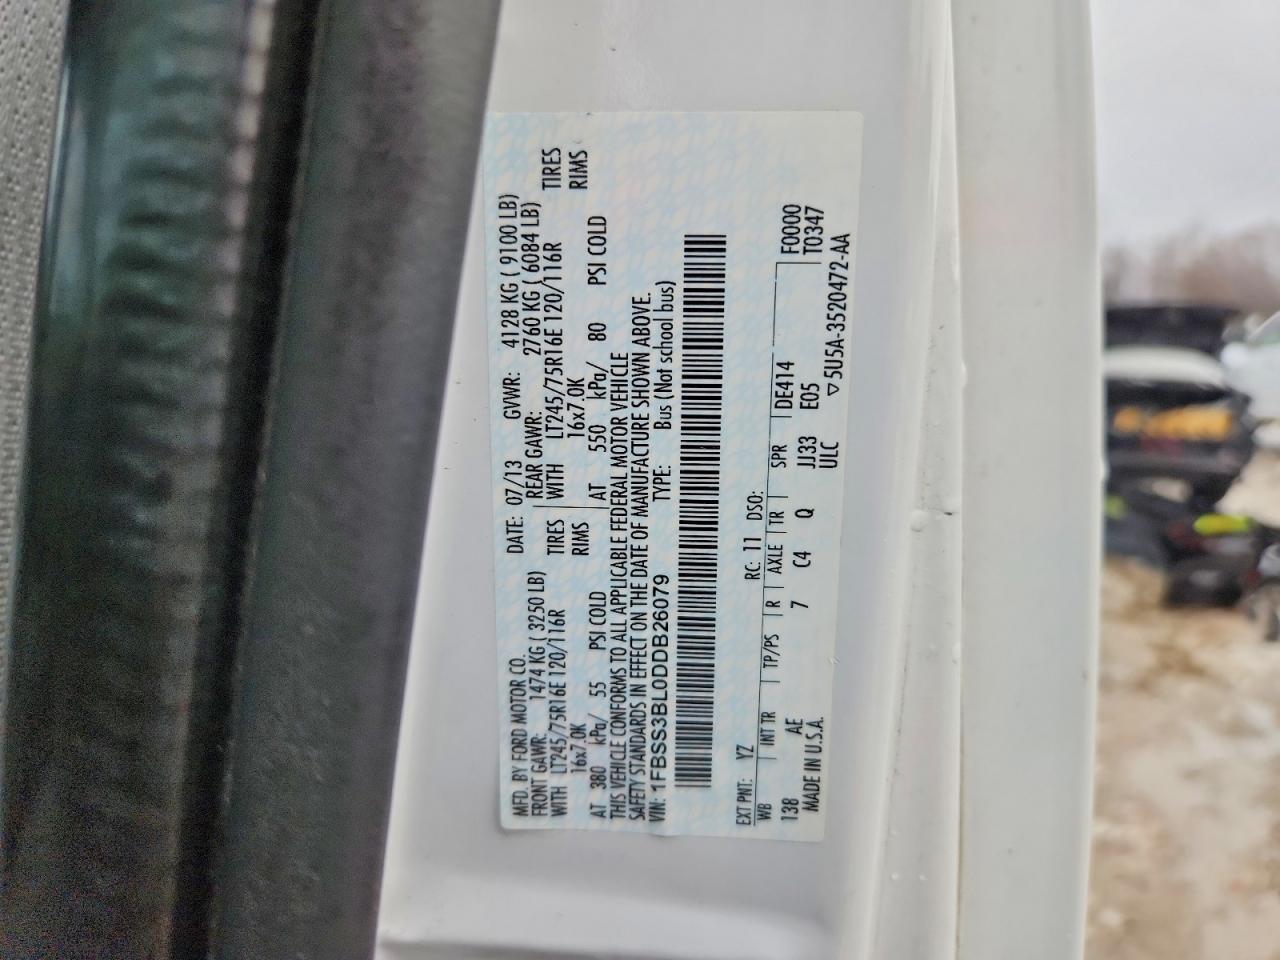 MFD. BY FORD MOTOR CO. DATE: 07/13 GVWR: 4128 KG ( 9100 LB)
FRONT GAWR: 1474 KG ( 3250 LB) REAR GAWR: 2760 KG ( 6084 LB)
WITH LT245/75R16E 120/116R TIRES WITH LT245/75R16E 120/116R TIRES
16x7.0K RIMS 16x7.0K RIMS
AT 380 kPa/ 55 PSI COLD AT 550 kPa/ 80 PSI COLD
THIS VEHICLE CONFORMS TO ALL APPLICABLE FEDERAL MOTOR VEHICLE
SAFETY STANDARDS IN EFFECT ON THE DATE OF MANUFACTURE SHOWN ABOVE.
VIN: 1FBSS3BL0DDB26079 TYPE: Bus (Not school bus)
EXT PNT: YZ RC: 11 DSO:
WB INT TR TP/PS R AXLE TR SPR DE414 F0000
138 AE 7 C4 Q JJ33 E05 T0347
MADE IN U.S.A. ULC
▽5U5A-3520472-AA